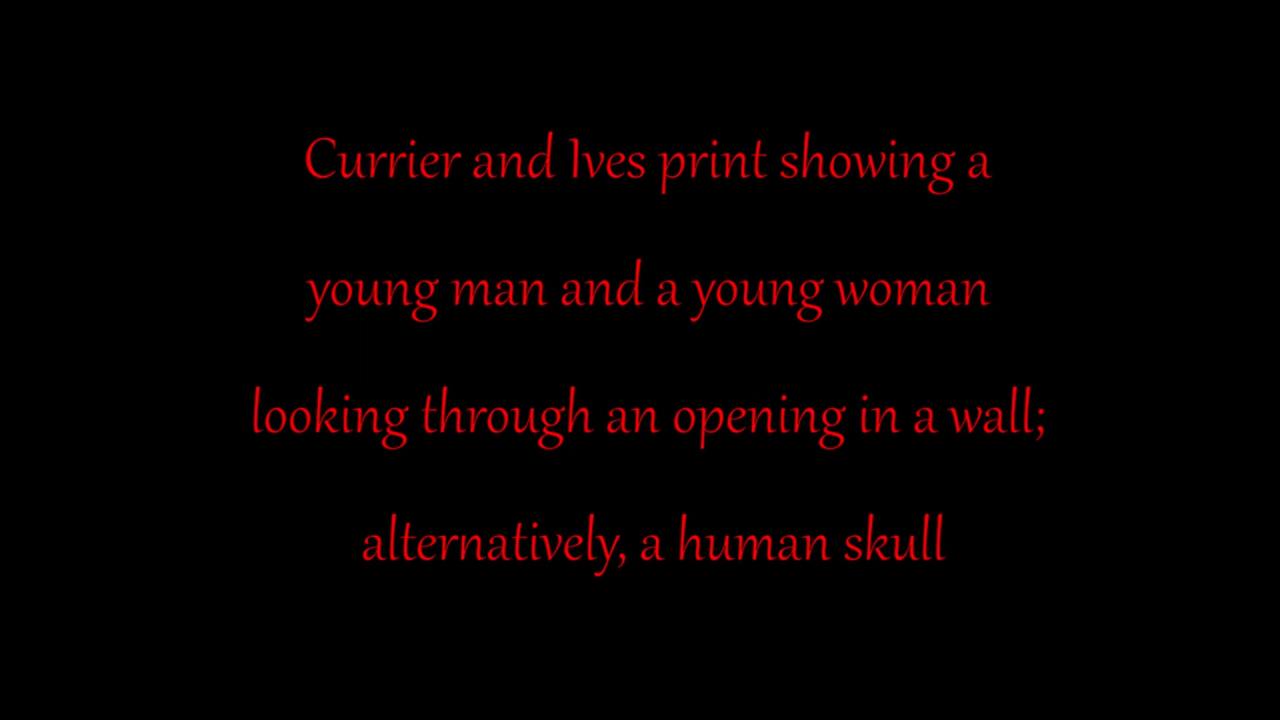 Currier and Ives print showing a
young man and a young woman
looking through an opening in a wall;
alternatively, a human skull